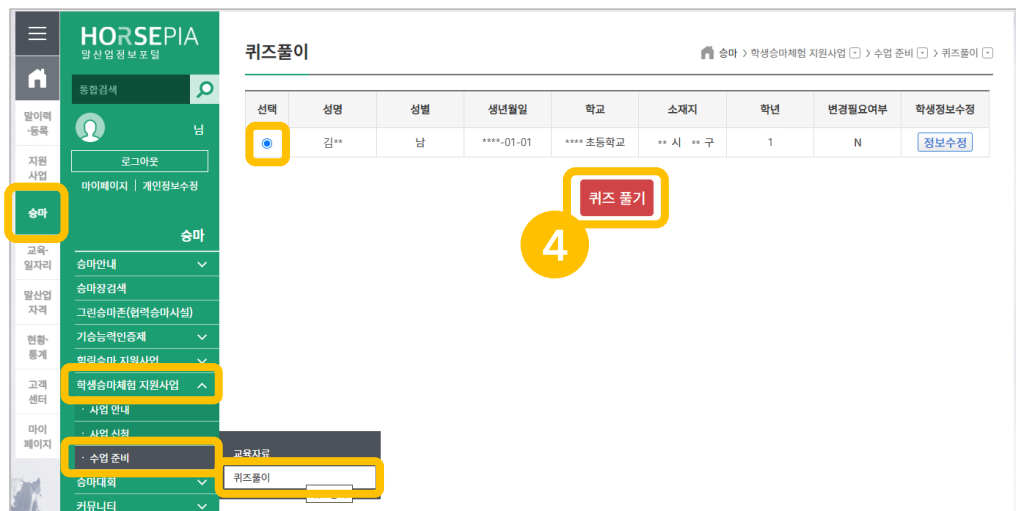 HORSEPIA
말산업정보포털
통합검색
님
로그아웃
마이페이지 | 개인정보수정
말이력
·등록
지원
사업
승마
교육·
일자리
말산업
자격
현황·
통계
고객
센터
마이
페이지
승마
승마안내
승마장검색
그린승마존(협력승마시설)
기승능력인증제
힐링승마 지원사업
학생승마체험 지원사업
· 사업 안내
· 사업 신청
· 수업 준비
승마대회
커뮤니티
교육자료
퀴즈풀이
퀴즈풀이
승마 > 학생승마체험 지원사업 > 수업 준비 > 퀴즈풀이
선택 성명 성별 생년월일 학교 소재지 학년 변경필요여부 학생정보수정
김** 남 ****-01-01 **** 초등학교 ** 시 ** 구 1 N 정보수정
퀴즈 풀기
4